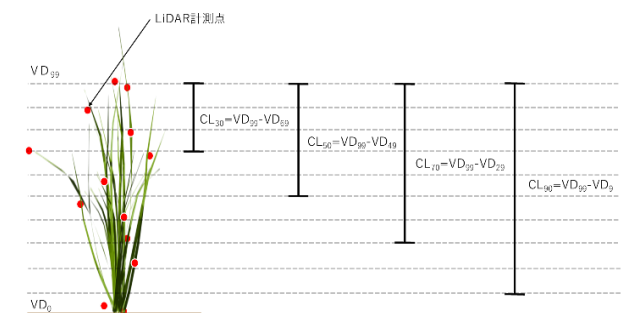 LiDAR計測点
VD₉₉
CL₃₀=VD₉₉-VD₆₉
CL₅₀=VD₉₉-VD₄₉
CL₇₀=VD₉₉-VD₂₉
CL₉₀=VD₉₉-VD₉
VD₀